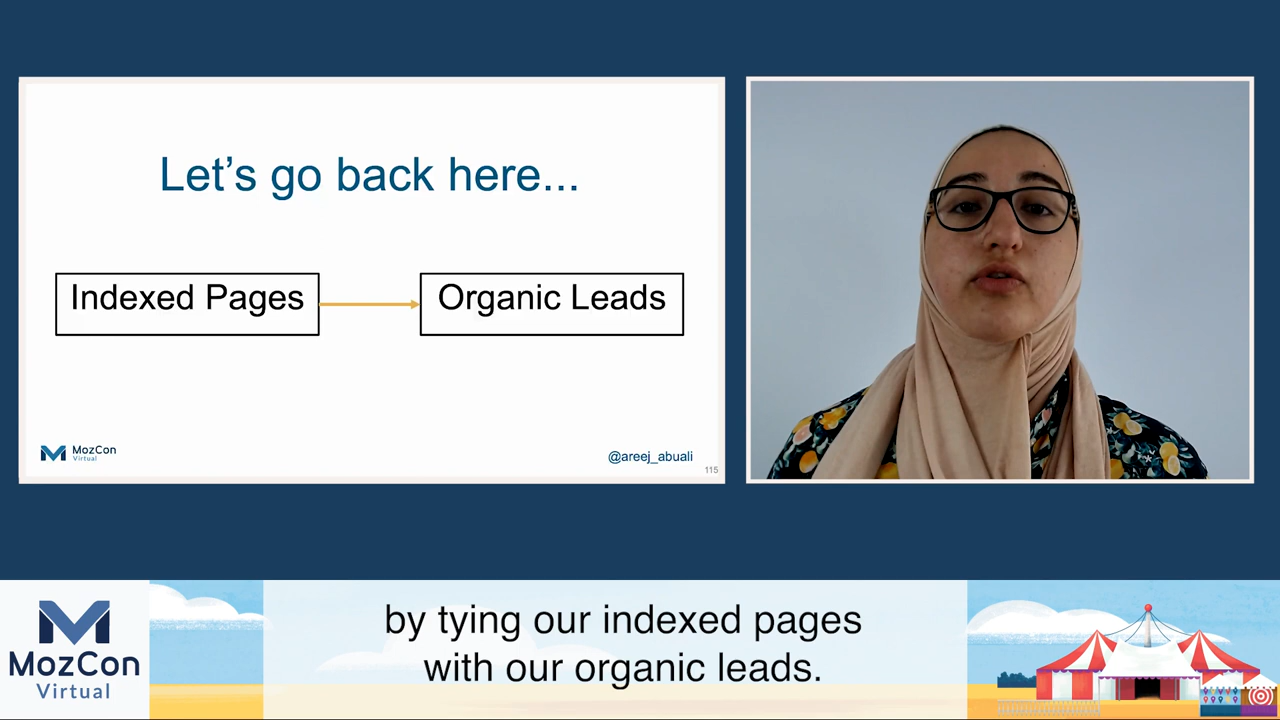 Let's go back here...
Indexed Pages
Organic Leads
MozCon
Virtual
@areej_abuali
115
by tying our indexed pages
with our organic leads.
MozCon
Virtual